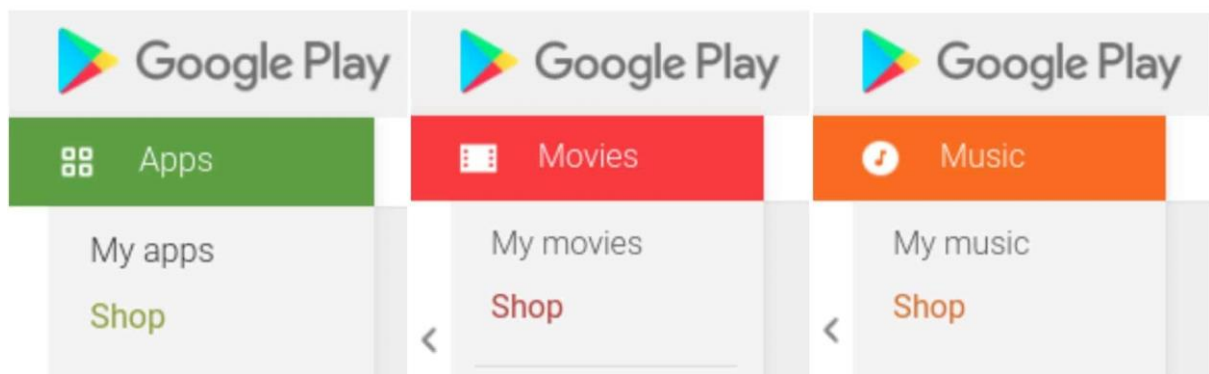 Google Play
Apps
My apps
Shop
Google Play
Movies
My movies
Shop
Google Play
Music
My music
Shop